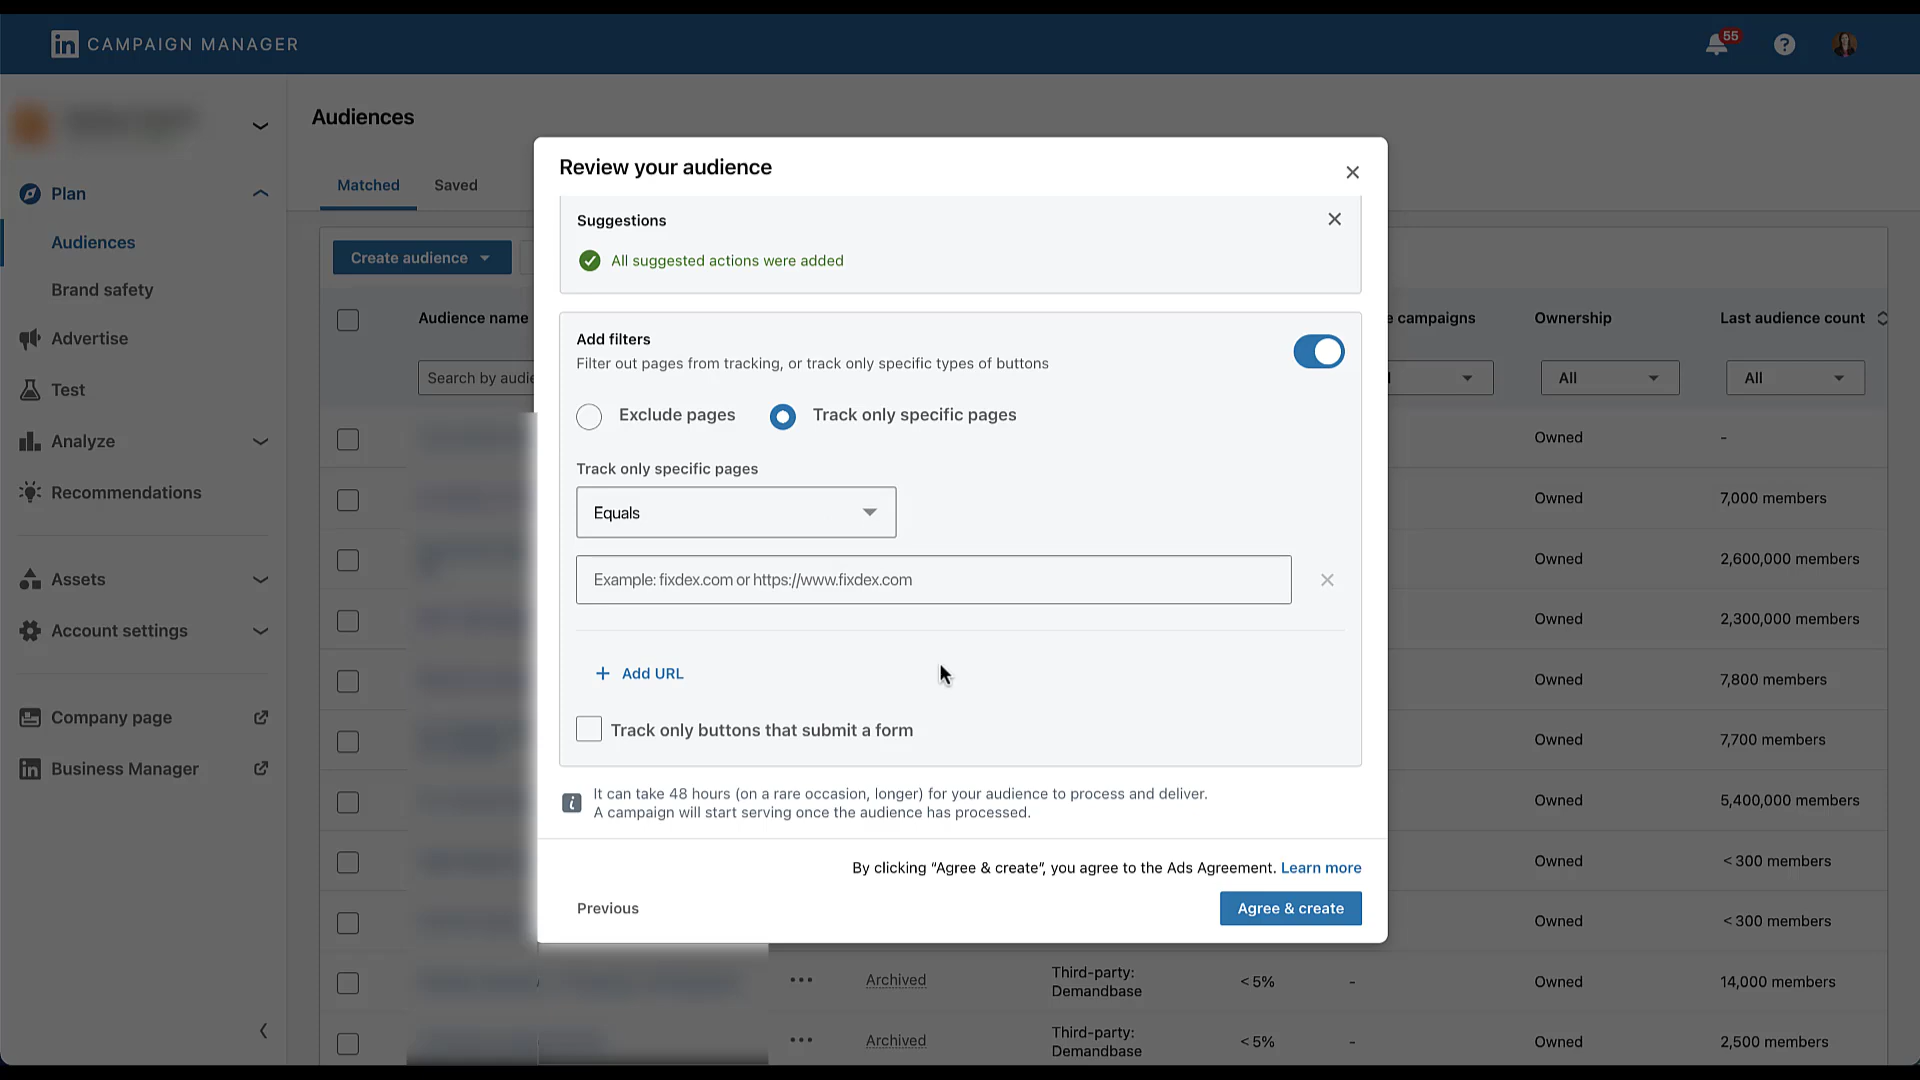 in CAMPAIGN MANAGER
55
?
Audiences
Matched
Saved
Plan
Audiences
Brand safety
Advertise
Test
Analyze
Recommendations
Assets
Account settings
Company page
in Business Manager
Create audience
Audience name
campaigns
Ownership
Last audience count
Search by
All
All
Review your audience
Suggestions
All suggested actions were added
Add filters
Filter out pages from tracking, or track only specific types of buttons
Exclude pages
Track only specific pages
Track only specific pages
Equals
Example: fixdex.com or https://www.fixdex.com
+ Add URL
Track only buttons that submit a form
It can take 48 hours (on a rare occasion, longer) for your audience to process and deliver.
A campaign will start serving once the audience has processed.
By clicking “Agree & create”, you agree to the Ads Agreement. Learn more
Previous
Agree & create
Owned
-
Owned
7,000 members
Owned
2,600,000 members
Owned
2,300,000 members
Owned
7,800 members
Owned
7,700 members
Owned
5,400,000 members
Owned
<300 members
Owned
<300 members
Archived
Third-party:
Demandbase
<5%
-
Owned
14,000 members
Archived
Third-party:
Demandbase
<5%
-
Owned
2,500 members